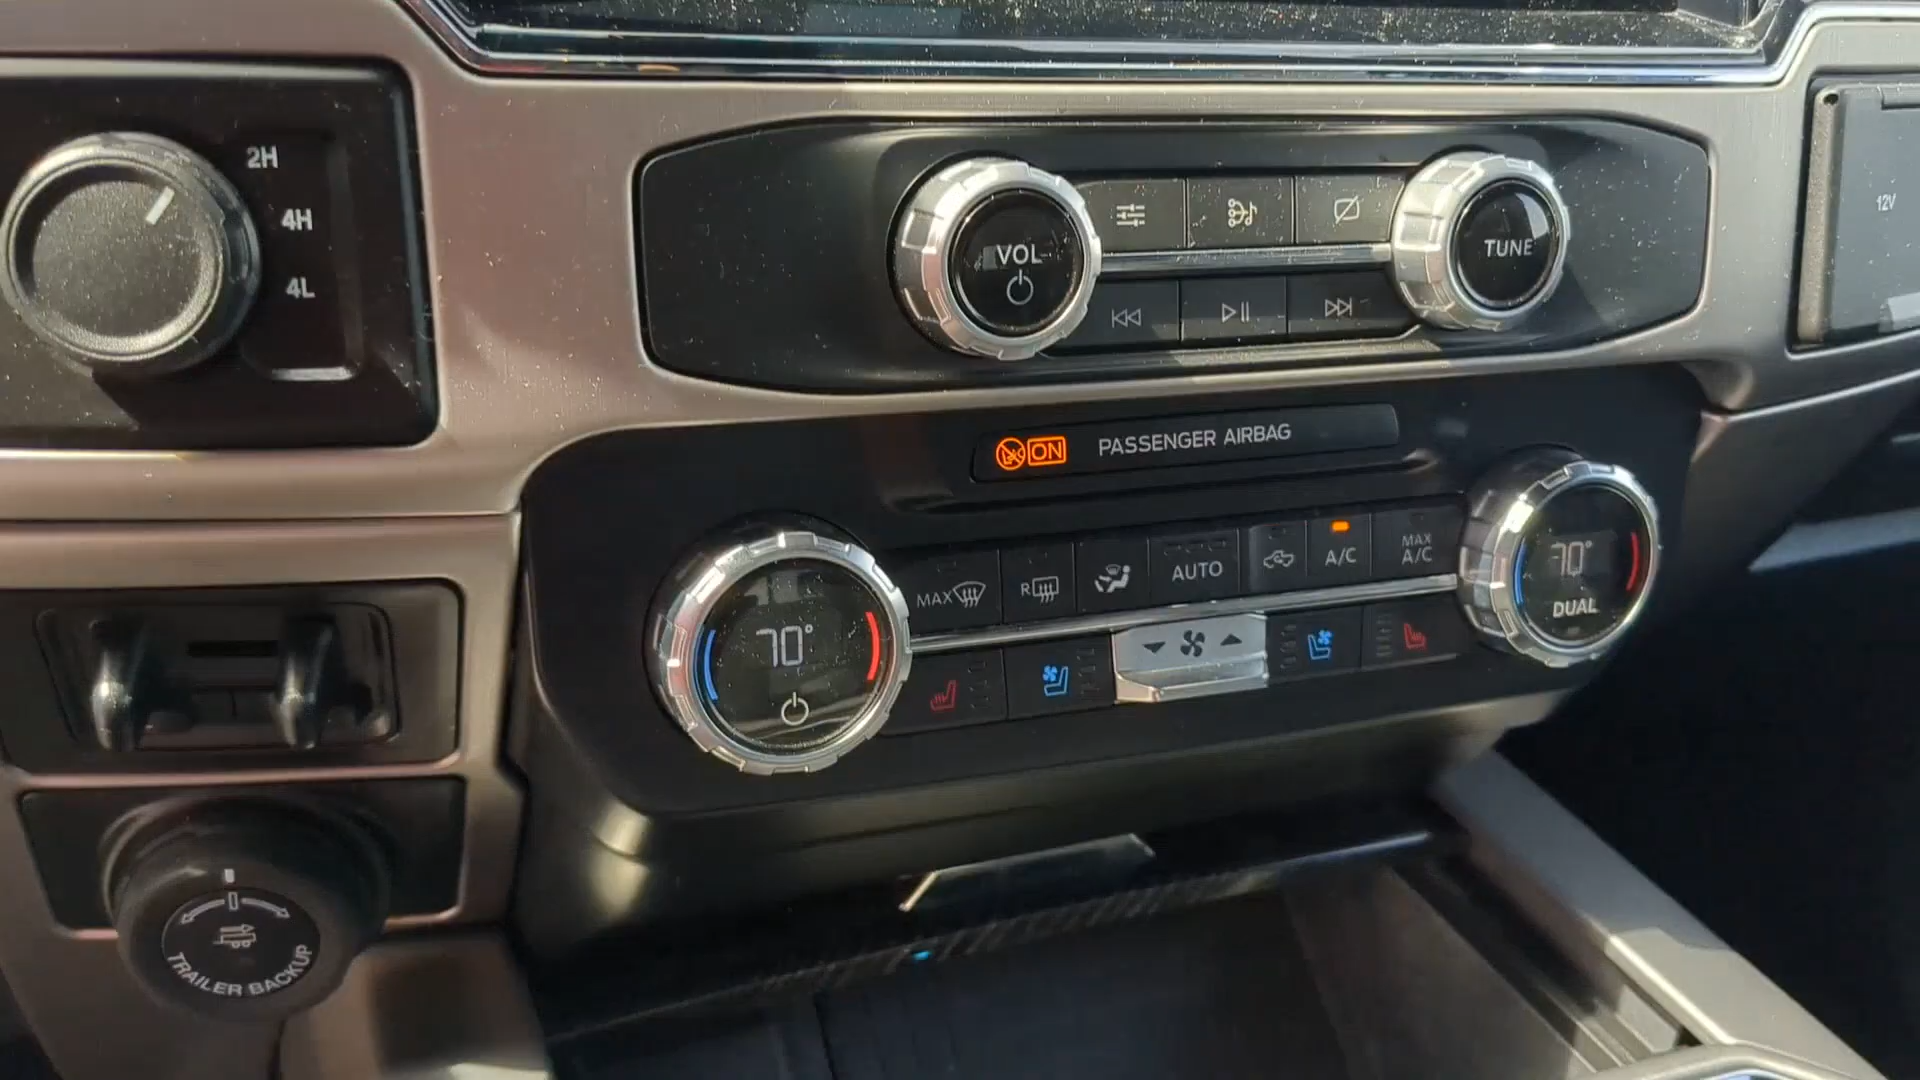 2H
4H
4L
VOL
TUNE
12V
ON PASSENGER AIRBAG
MAX
R
AUTO
A/C
MAX
A/C
70°
70°
DUAL
TRAILER BACKUP